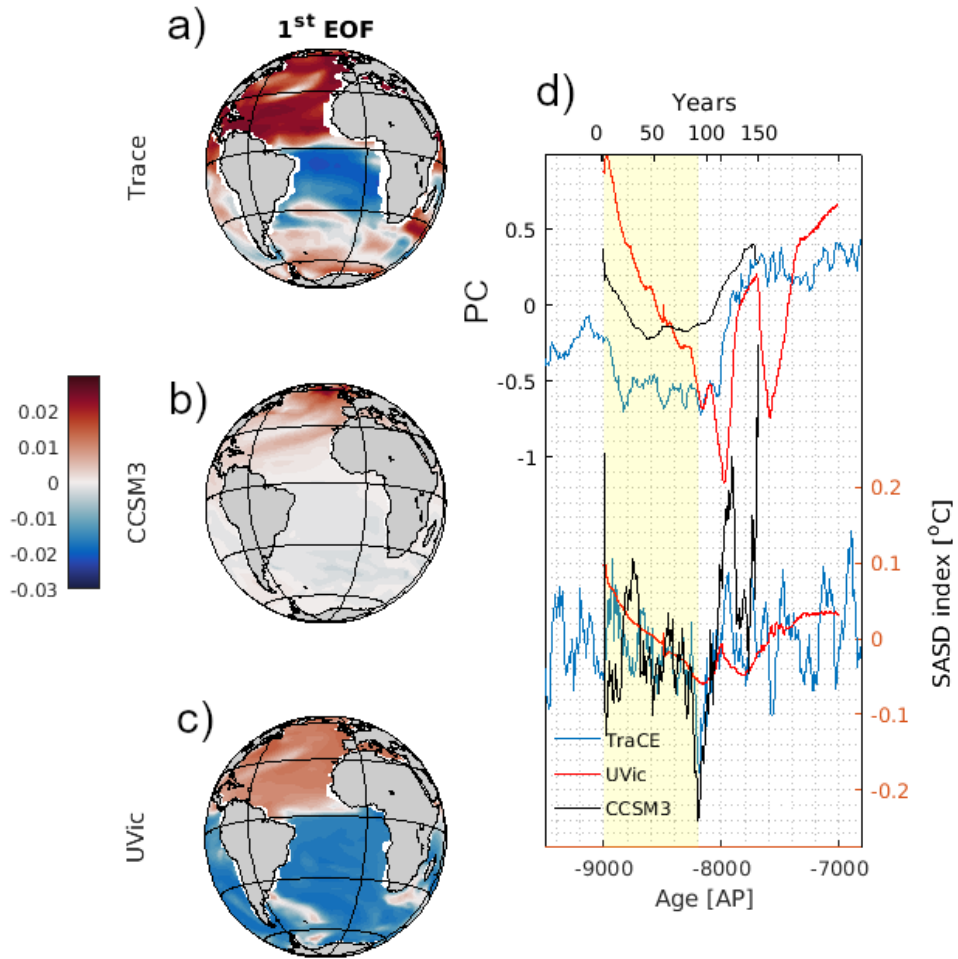 a)
1st EOF
Trace
b)
CCSM3
0.02
0.01
0
-0.01
-0.02
-0.03
c)
UVic
d)
Years
0 50 100 150
PC
0.5
0
-0.5
-1
0.2
0.1
0
-0.1
-0.2
SASD index [oC]
TraCE
UVic
CCSM3
-9000 -8000 -7000
Age [AP]